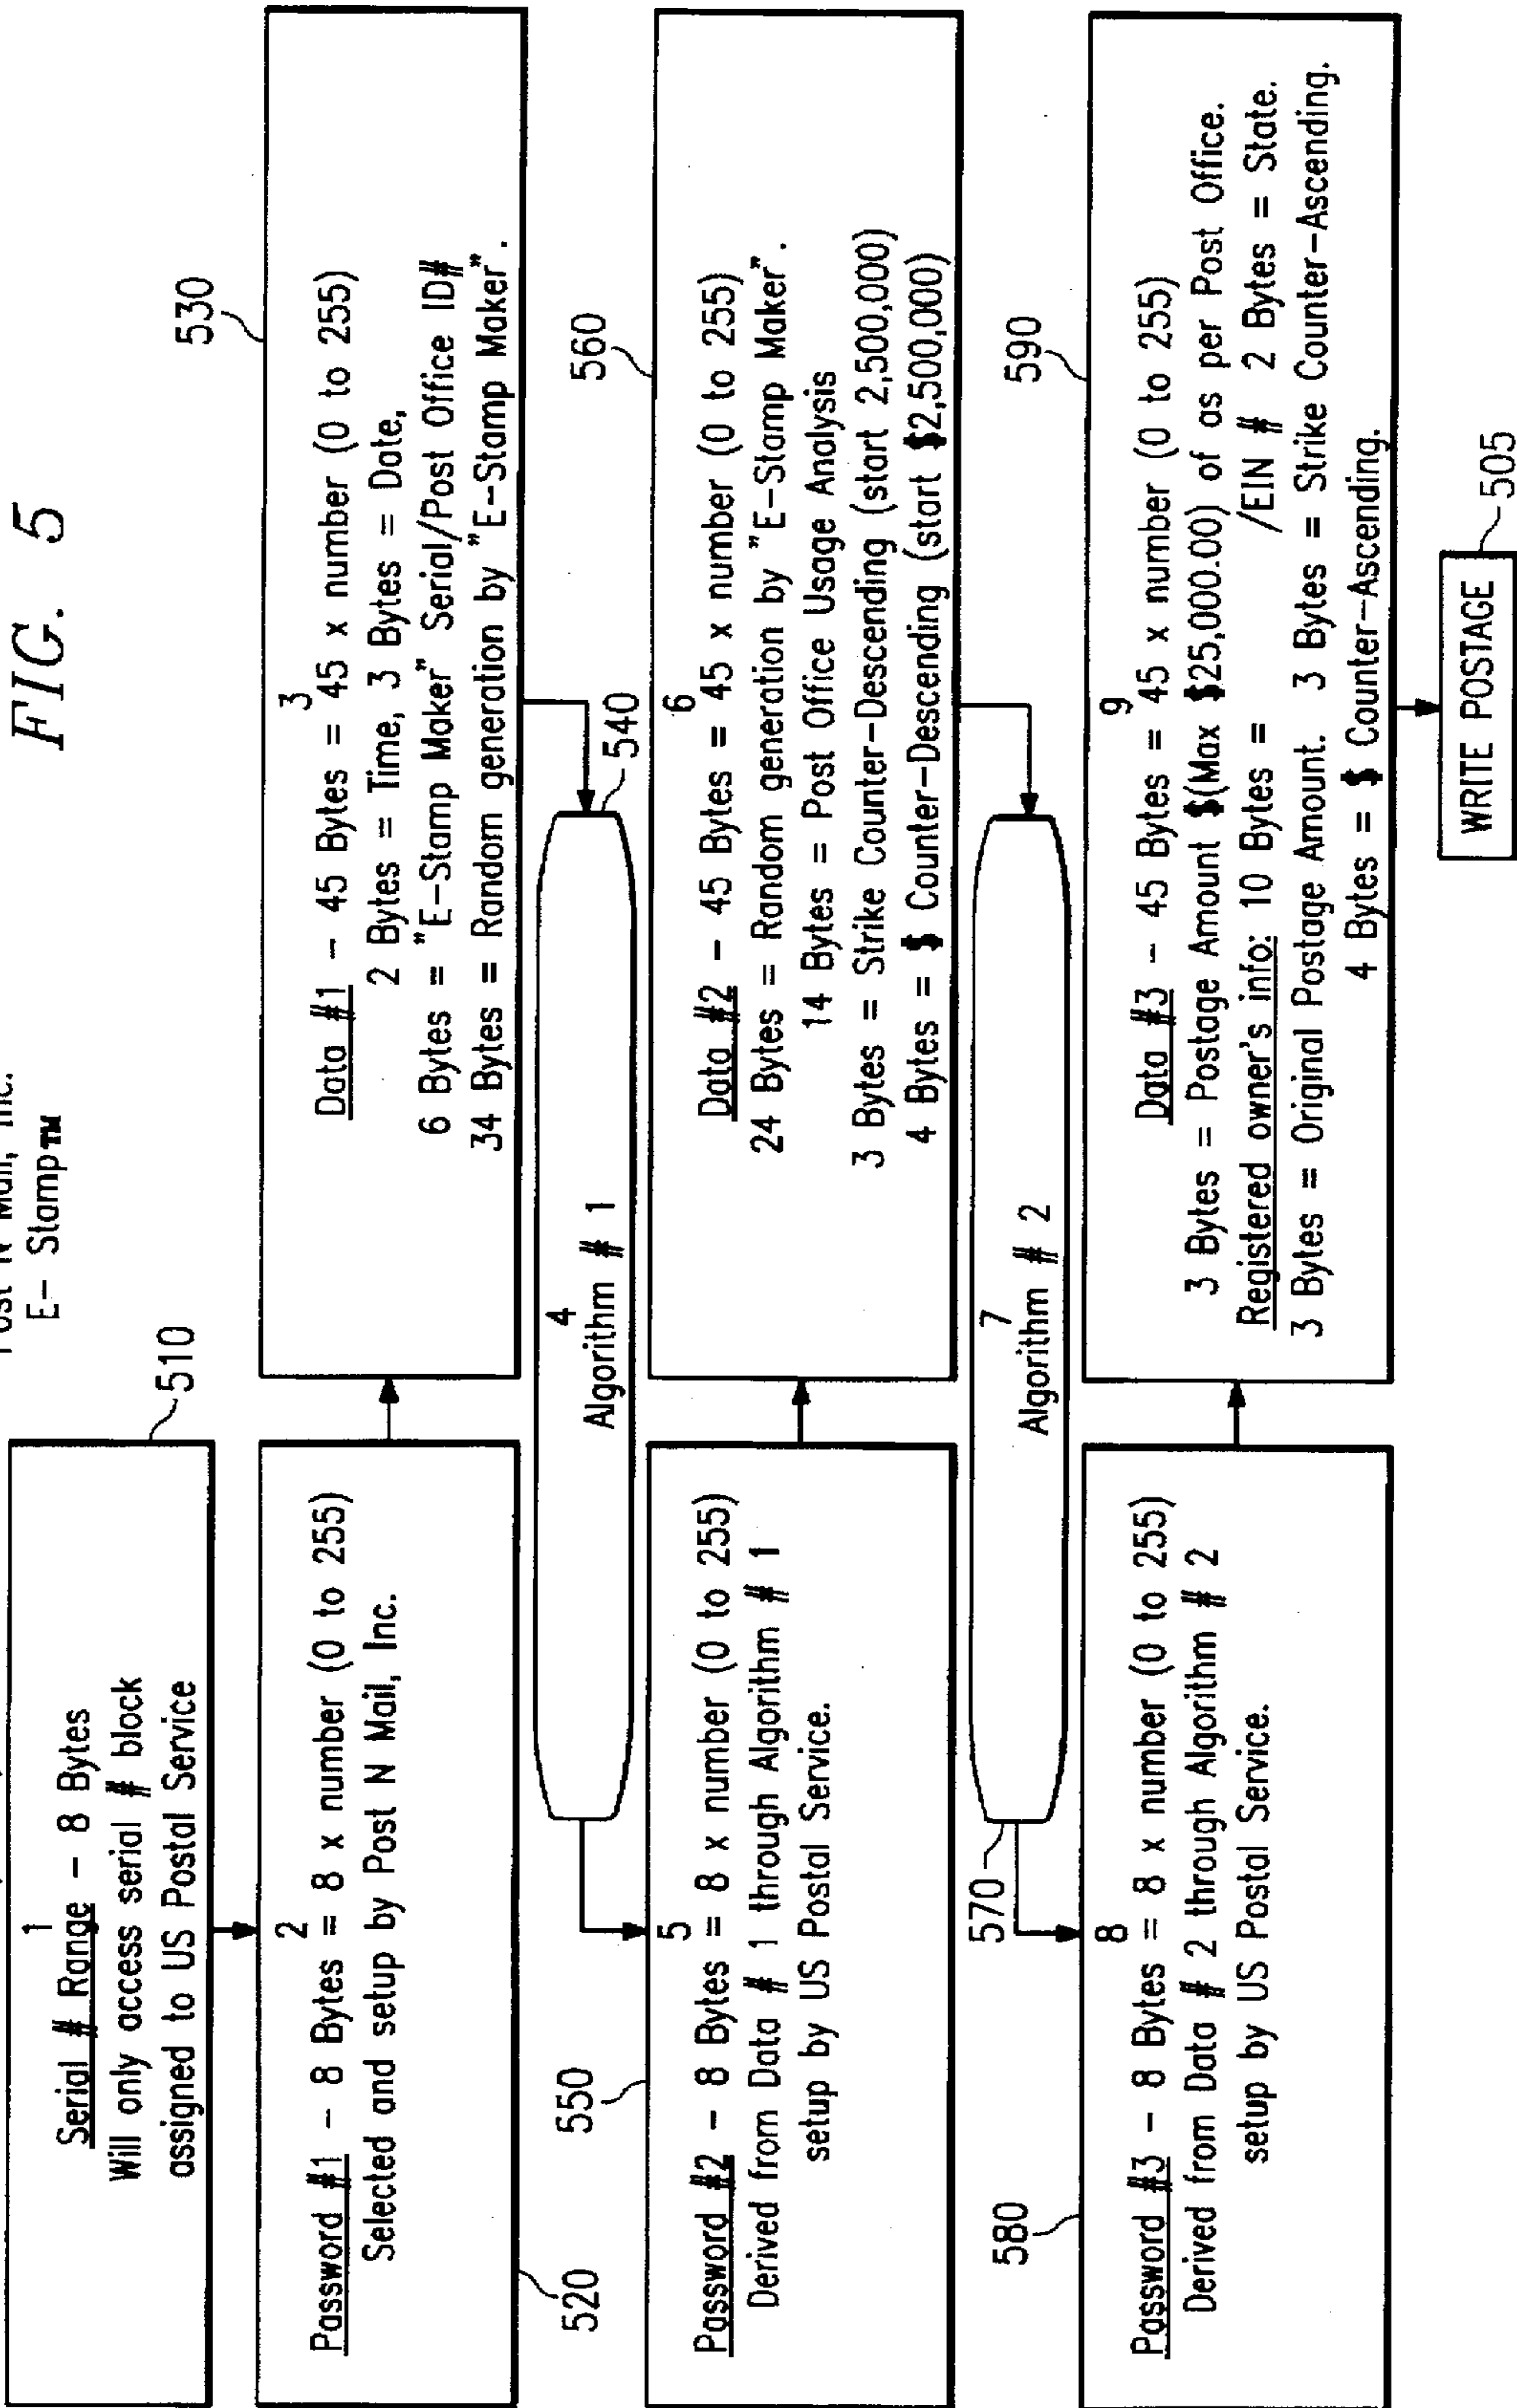 FIG. 5
E- Stamp™
1
Serial # Range - 8 Bytes
Will only access serial # block
assigned to US Postal Service
510
2
Password #1 - 8 Bytes = 8 x number (0 to 255)
Selected and setup by Post N Mail, Inc.
520
530
3
Data #1 - 45 Bytes = 45 x number (0 to 255)
2 Bytes = Time, 3 Bytes = Date,
6 Bytes = "E-Stamp Maker" Serial/Post Office ID#
34 Bytes = Random generation by "E-Stamp Maker".
4
Algorithm # 1
540
550
5
Password #2 - 8 Bytes = 8 x number (0 to 255)
Derived from Data # 1 through Algorithm # 1
setup by US Postal Service.
560
6
Data #2 - 45 Bytes = 45 x number (0 to 255)
24 Bytes = Random generation by "E-Stamp Maker".
14 Bytes = Post Office Usage Analysis
3 Bytes = Strike Counter-Descending (start 2,500,000)
4 Bytes = $ Counter-Descending (start $2,500,000)
7
Algorithm # 2
570
580
8
Password #3 - 8 Bytes = 8 x number (0 to 255)
Derived from Data # 2 through Algorithm # 2
setup by US Postal Service.
590
9
Data #3 - 45 Bytes = 45 x number (0 to 255)
3 Bytes = Postage Amount $(Max $25,000.00) of as per Post Office.
Registered owner's info: 10 Bytes = /EIN # 2 Bytes = State.
3 Bytes = Original Postage Amount. 3 Bytes = Strike Counter-Ascending.
4 Bytes = $ Counter-Ascending.
WRITE POSTAGE
505